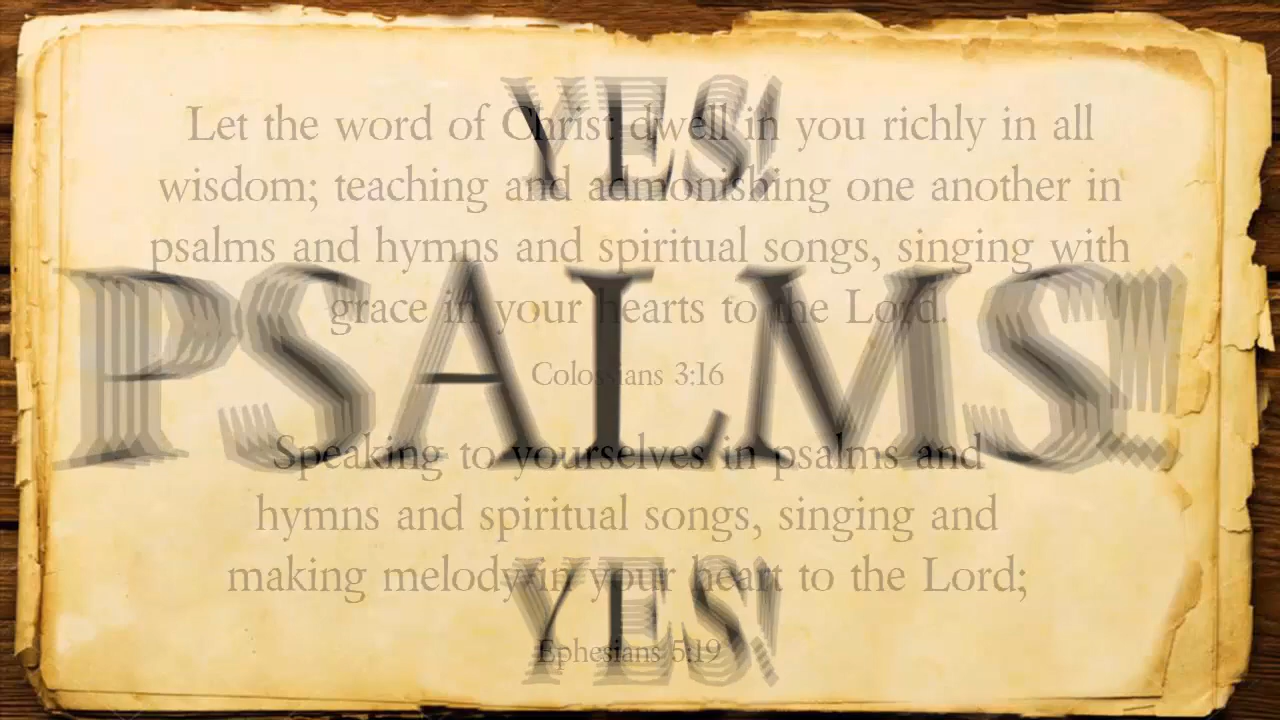 YES!
Let the word of Christ dwell in you richly in all
wisdom; teaching and admonishing one another in
psalms and hymns and spiritual songs, singing with
grace in your hearts to the Lord.
PSALMS!
Colossians 3:16
Speaking to yourselves in psalms and
hymns and spiritual songs, singing and
making melody in your heart to the Lord;
YES!
Ephesians 5:19